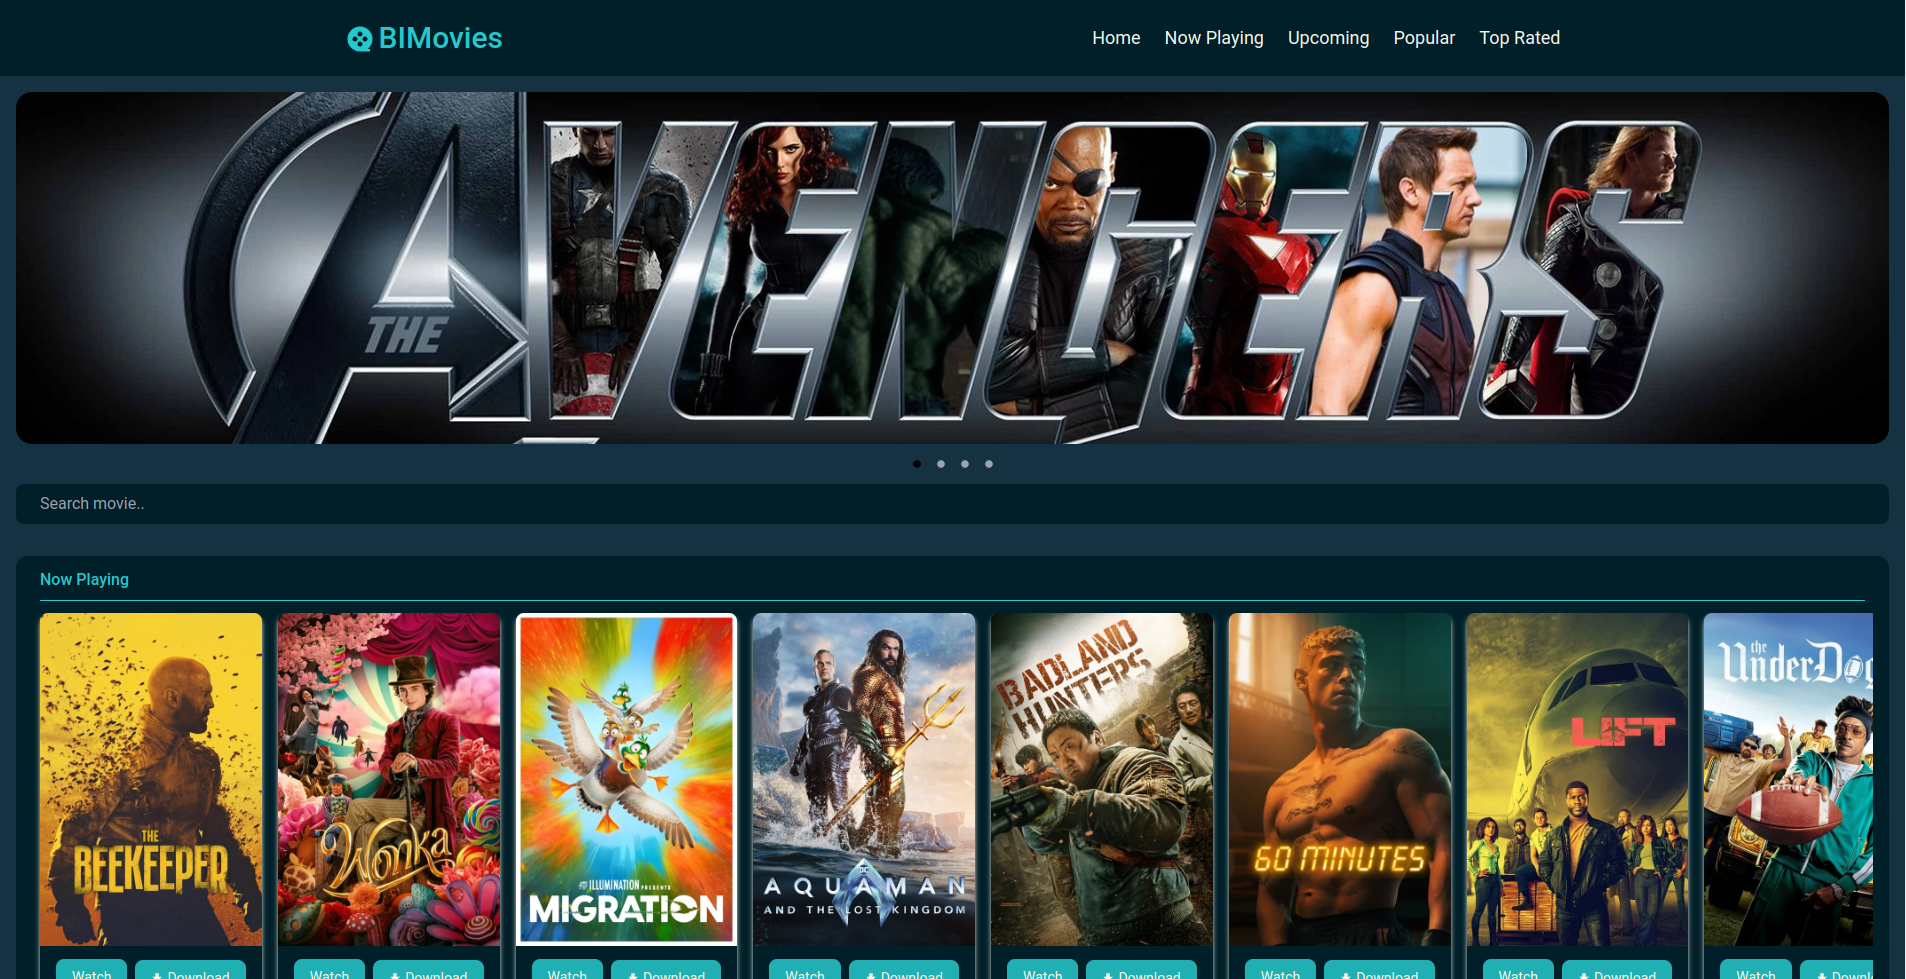 BIMovies
Home Now Playing Upcoming Popular Top Rated
THE
AVENGERS
Search movie..
Now Playing
THE
BEEKEEPER
Wonka
ILLUMINATION PRESENTS
MIGRATION
DC
AQUAMAN
AND THE LOST KINGDOM
BADLAND
HUNTERS
60 MINUTES
LIFT
the
UnderDog
Watch Download Watch Download Watch Download Watch Download Watch Download Watch Download Watch Download Watch Downl